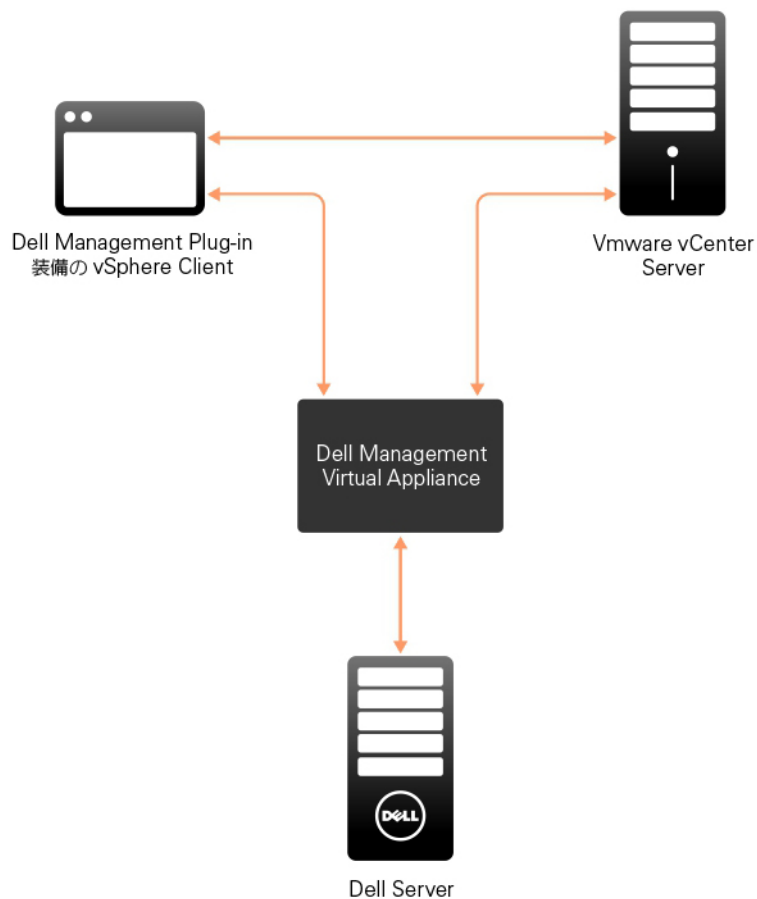 Dell Management Plug-in
装備の vSphere Client
Vmware vCenter
Server
Dell Management
Virtual Appliance
DELL
Dell Server